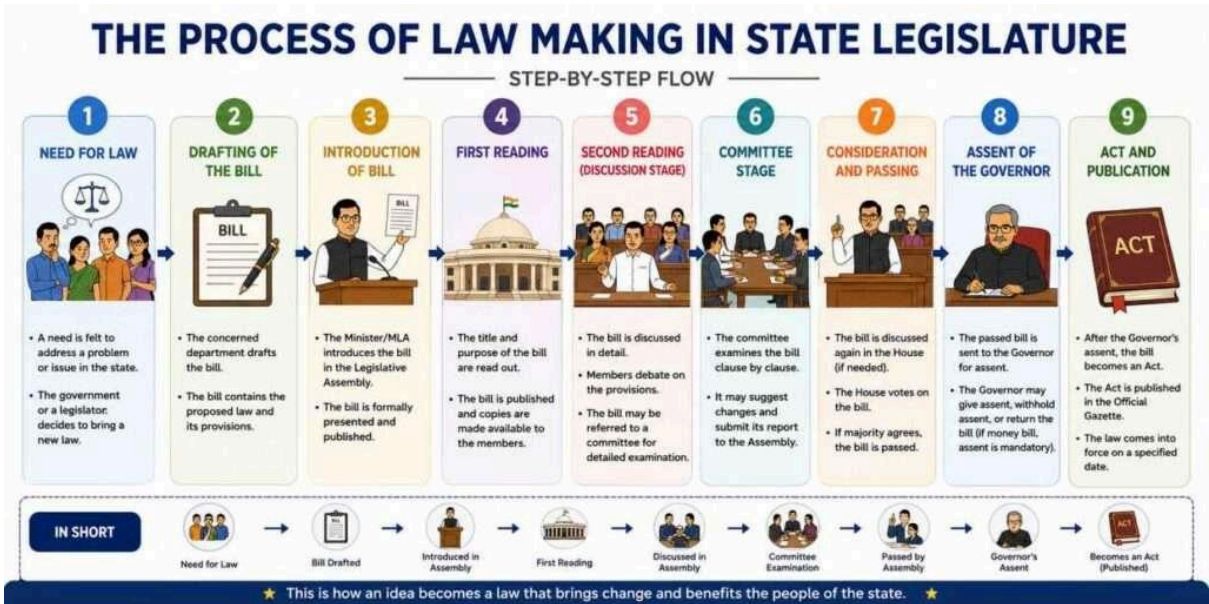 THE PROCESS OF LAW MAKING IN STATE LEGISLATURE
STEP-BY-STEP FLOW
1
NEED FOR LAW
• A need is felt to
address a problem
or issue in the state.
• The government
or a legislator.
decides to bring a
new law.
2
DRAFTING OF
THE BILL
BILL
• The concerned
department drafts
the bill.
• The bill contains the
proposed law and
its provisions.
3
INTRODUCTION
OF BILL
BILL
• The Minister/MLA
introduces the bill
in the Legislative
Assembly.
• The bill is formally
presented and
published.
4
FIRST READING
• The title and
purpose of the bill
are read out.
• The bill is published
and copies are
made available to
the members.
5
SECOND READING
(DISCUSSION STAGE)
• The bill is discussed
in detail.
• Members debate on
the provisions.
• The bill may be
referred to a
committee for
detailed examination.
6
COMMITTEE
STAGE
• The committee
examines the bill
clause by clause.
• It may suggest
changes and
submit its report
to the Assembly.
7
CONSIDERATION
AND PASSING
• The bill is discussed
again in the House
(if needed).
• The House votes on
the bill.
• If majority agrees,
the bill is passed.
8
ASSENT OF
THE GOVERNOR
• The passed bill is
sent to the Governor
for assent.
• The Governor may
give assent, withhold
assent, or return the
bill (if money bill,
assent is mandatory).
9
ACT AND
PUBLICATION
ACT
• After the Governor's
assent, the bill
becomes an Act.
• The Act is published
in the Official
Gazette.
• The law comes into
force on a specified
date.
IN SHORT
Need for Law
BILL
Bill Drafted
Introduced in
Assembly
First Reading
Discussed in
Assembly
Committee
Examination
Passed by
Assembly
Governor's
Assent
ACT
Becomes an Act
(Published)
This is how an idea becomes a law that brings change and benefits the people of the state.